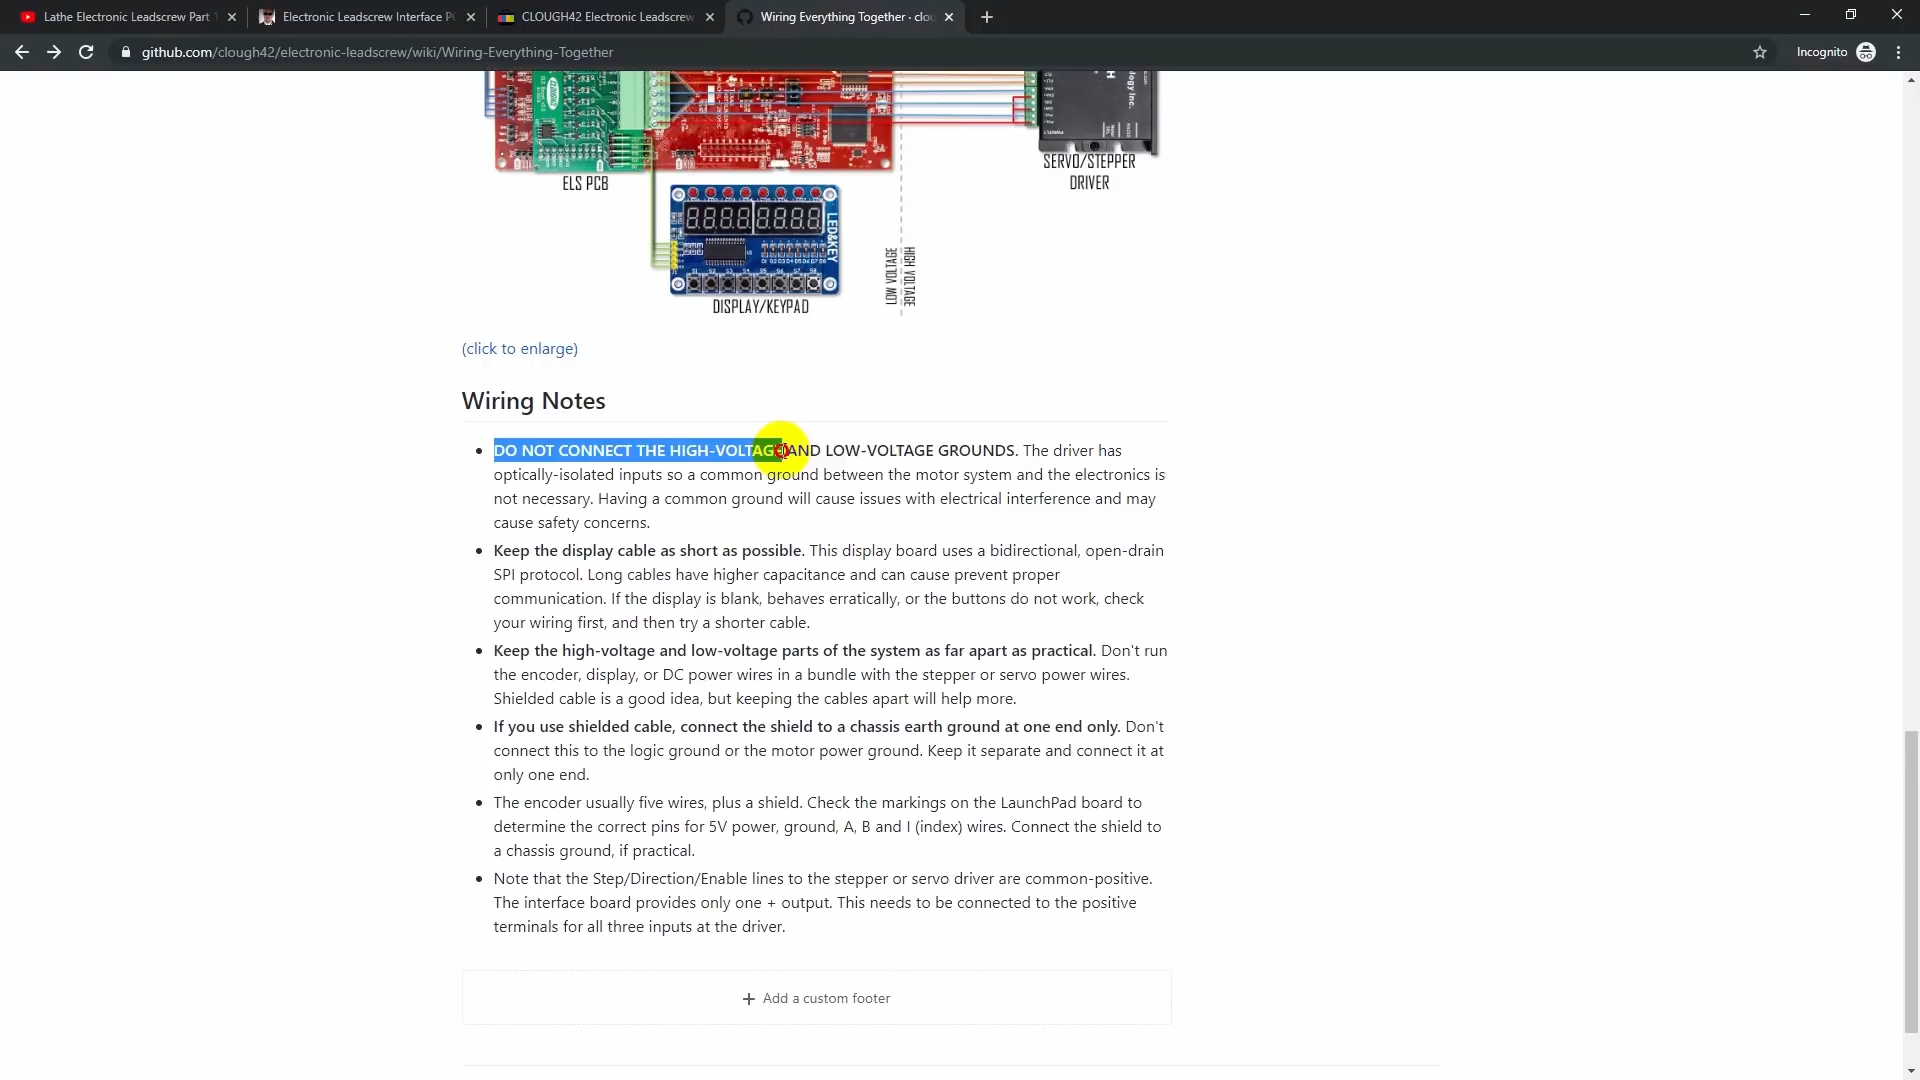 Lathe Electronic Leadscrew Part
Electronic Leadscrew Interface PC
CLOUGH42 Electronic Leadscrew
Wiring Everything Together · clou
github.com/clough42/electronic-leadscrew/wiki/Wiring-Everything-Together
Incognito
ELS PCB
SERVO/STEPPER
DRIVER
LED&KEY
S1 S2 S3 S4 S5 S6 S7 S8
DISPLAY/KEYPAD
LOW VOLTAGE
HIGH VOLTAGE
(click to enlarge)
Wiring Notes
DO NOT CONNECT THE HIGH-VOLTAGE AND LOW-VOLTAGE GROUNDS. The driver has
optically-isolated inputs so a common ground between the motor system and the electronics is
not necessary. Having a common ground will cause issues with electrical interference and may
cause safety concerns.
Keep the display cable as short as possible. This display board uses a bidirectional, open-drain
SPI protocol. Long cables have higher capacitance and can cause prevent proper
communication. If the display is blank, behaves erratically, or the buttons do not work, check
your wiring first, and then try a shorter cable.
Keep the high-voltage and low-voltage parts of the system as far apart as practical. Don't run
the encoder, display, or DC power wires in a bundle with the stepper or servo power wires.
Shielded cable is a good idea, but keeping the cables apart will help more.
If you use shielded cable, connect the shield to a chassis earth ground at one end only. Don't
connect this to the logic ground or the motor power ground. Keep it separate and connect it at
only one end.
The encoder usually five wires, plus a shield. Check the markings on the LaunchPad board to
determine the correct pins for 5V power, ground, A, B and I (index) wires. Connect the shield to
a chassis ground, if practical.
Note that the Step/Direction/Enable lines to the stepper or servo driver are common-positive.
The interface board provides only one + output. This needs to be connected to the positive
terminals for all three inputs at the driver.
Add a custom footer